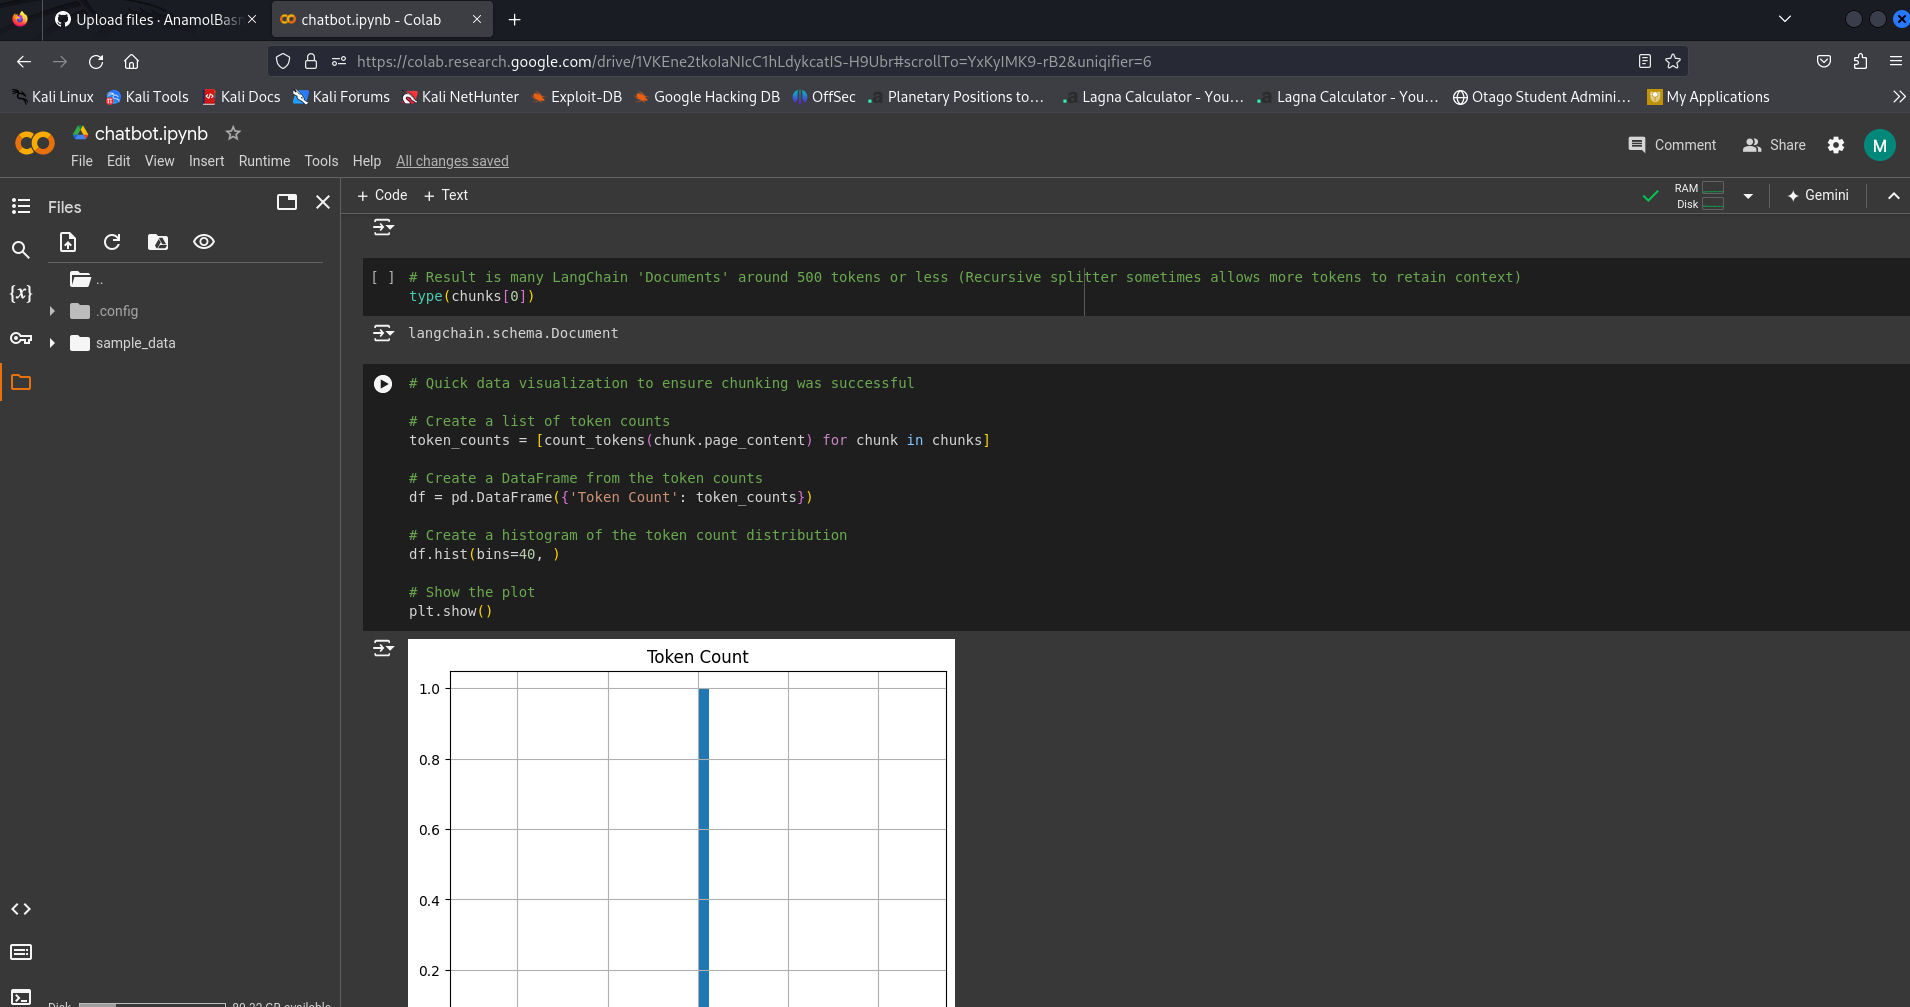 Upload files · AnamolBas
chatbot.ipynb - Colab
https://colab.research.google.com/drive/1VKEne2tkoIaNIcC1hLdykcatIS-H9Ubr#scrollTo=YxKyIMK9-rB2&uniqifier=6
Kali Linux Kali Tools Kali Docs Kali Forums Kali NetHunter Exploit-DB Google Hacking DB OffSec Planetary Positions to… Lagna Calculator - You… Lagna Calculator - You… Otago Student Admini… My Applications
chatbot.ipynb
File Edit View Insert Runtime Tools Help All changes saved
Comment Share M
Files
+ Code + Text
RAM
Disk
Gemini
..
{x}
.config
sample_data
[ ] # Result is many LangChain 'Documents' around 500 tokens or less (Recursive splitter sometimes allows more tokens to retain context)
type(chunks[0])
langchain.schema.Document
# Quick data visualization to ensure chunking was successful
# Create a list of token counts
token_counts = [count_tokens(chunk.page_content) for chunk in chunks]
# Create a DataFrame from the token counts
df = pd.DataFrame({'Token Count': token_counts})
# Create a histogram of the token count distribution
df.hist(bins=40, )
# Show the plot
plt.show()
Token Count
1.0
0.8
0.6
0.4
0.2
Disk